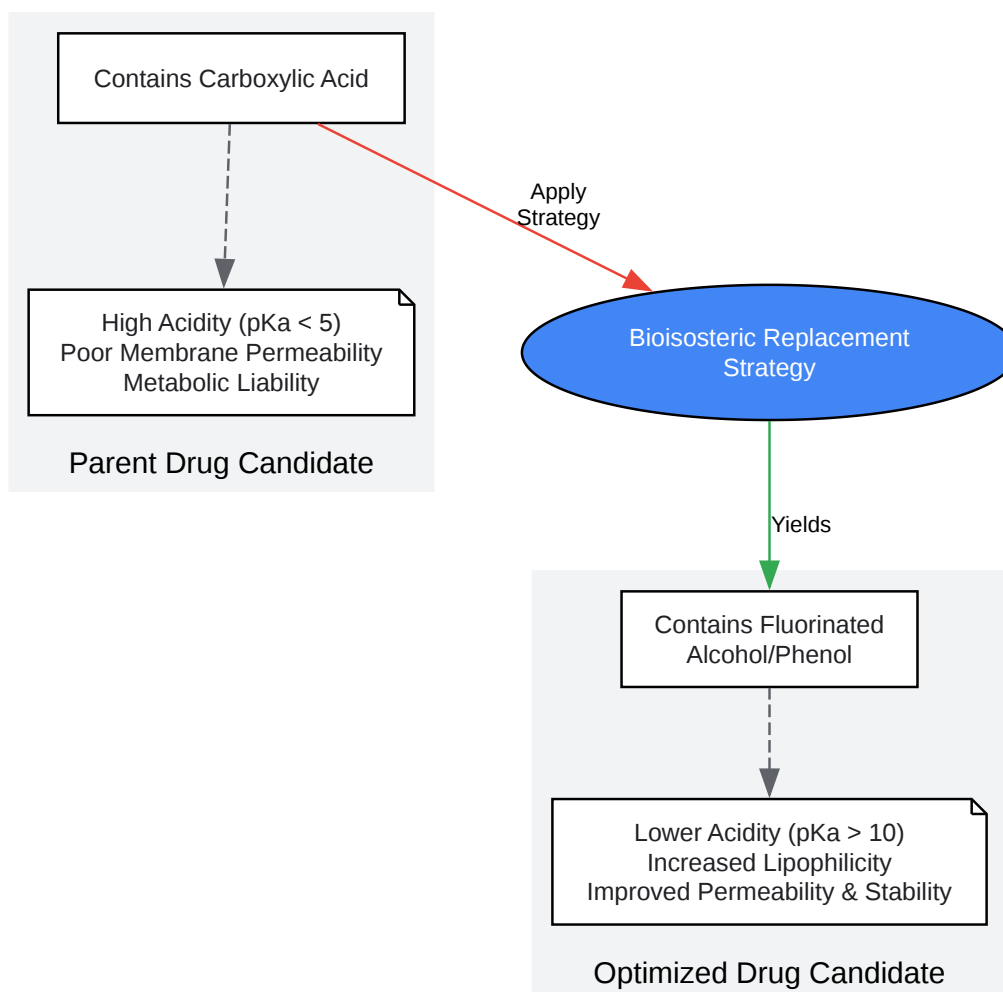 Contains Carboxylic Acid
Apply
Strategy
High Acidity (pKa < 5)
Poor Membrane Permeability
Metabolic Liability
Parent Drug Candidate
Bioisosteric Replacement
Strategy
Yields
Contains Fluorinated
Alcohol/Phenol
Lower Acidity (pKa > 10)
Increased Lipophilicity
Improved Permeability & Stability
Optimized Drug Candidate